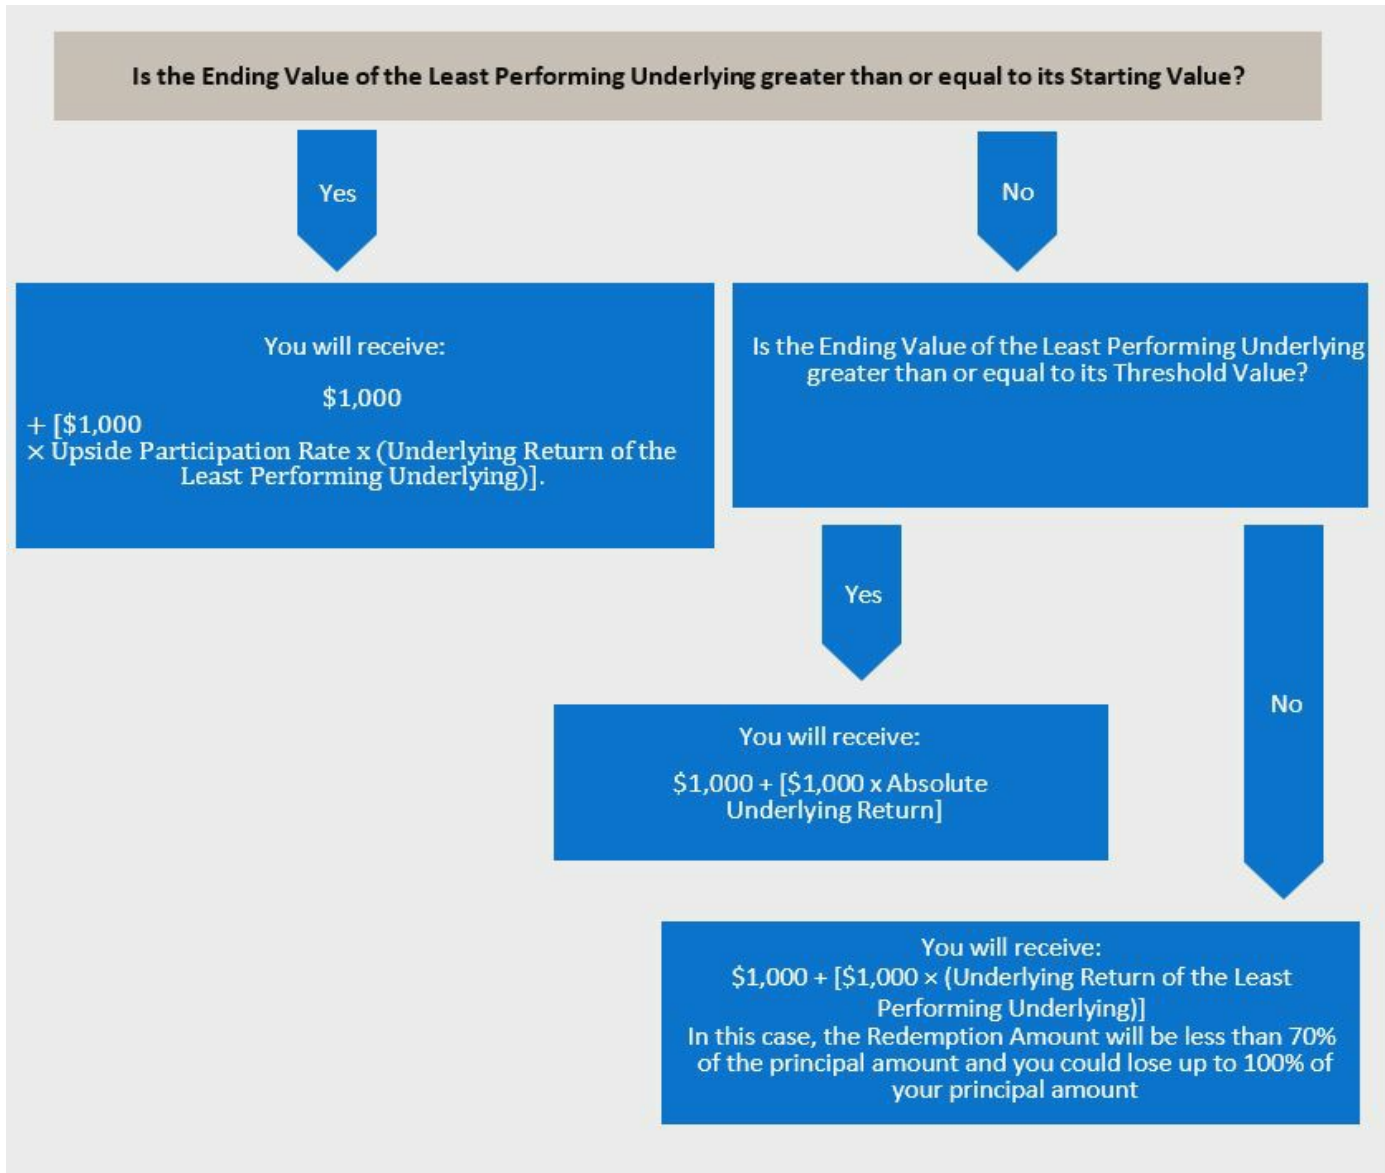 Is the Ending Value of the Least Performing Underlying greater than or equal to its Starting Value?
Yes
No
You will receive:
$1,000
+ [$1,000
× Upside Participation Rate x (Underlying Return of the
Least Performing Underlying)].
Is the Ending Value of the Least Performing Underlying
greater than or equal to its Threshold Value?
Yes
No
You will receive:
$1,000 + [$1,000 x Absolute
Underlying Return]
You will receive:
$1,000 + [$1,000 × (Underlying Return of the Least
Performing Underlying)]
In this case, the Redemption Amount will be less than 70%
of the principal amount and you could lose up to 100% of
your principal amount